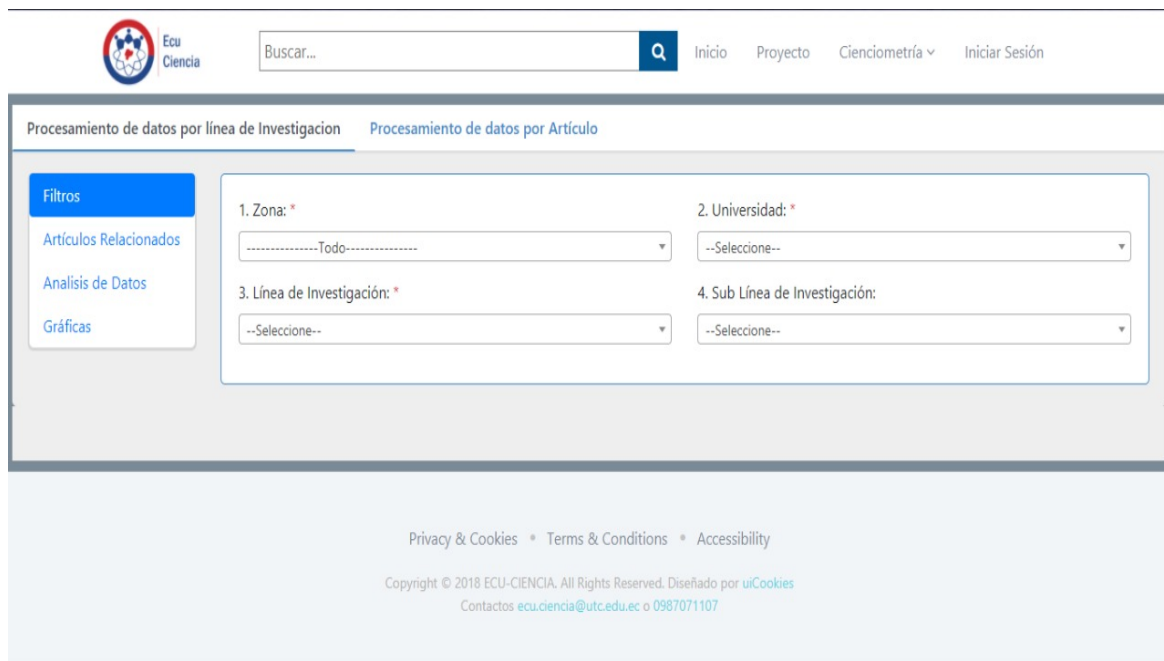 Ecu
Ciencia
Buscar...
Inicio Proyecto Cienciometría Iniciar Sesión
Procesamiento de datos por línea de Investigacion Procesamiento de datos por Artículo
Filtros
Artículos Relacionados
Analisis de Datos
Gráficas
1. Zona: * 2. Universidad: *
---------------Todo--------------- --Seleccione--
3. Línea de Investigación: * 4. Sub Línea de Investigación:
--Seleccione-- --Seleccione--
Privacy & Cookies • Terms & Conditions • Accessibility
Copyright © 2018 ECU-CIENCIA. All Rights Reserved. Diseñado por uiCookies
Contactos ecu.ciencia@utc.edu.ec o 0987071107